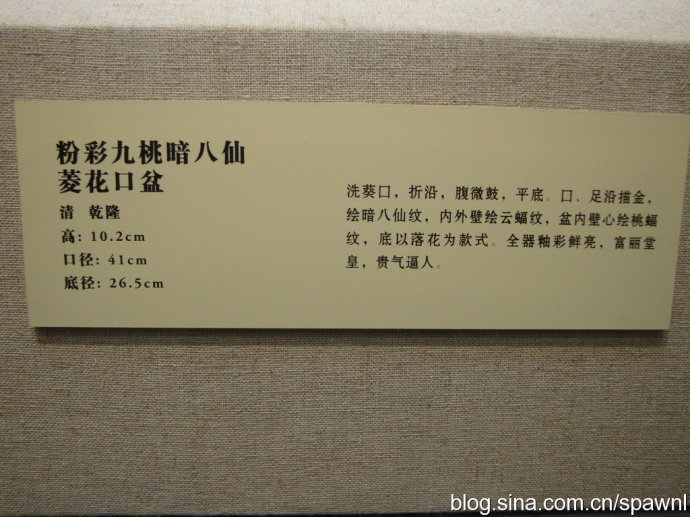 粉彩九桃暗八仙
菱花口盆
清 乾隆
高: 10.2cm
口径: 41cm
底径: 26.5cm
洗葵口，折沿，腹微鼓，平底。口、足沿描金，
绘暗八仙纹，内外壁绘云蝠纹，盆内壁心绘桃蝠
纹，底以落花为款式。全器釉彩鲜亮，富丽堂
皇，贵气逼人。
blog.sina.com.cn/spawnl